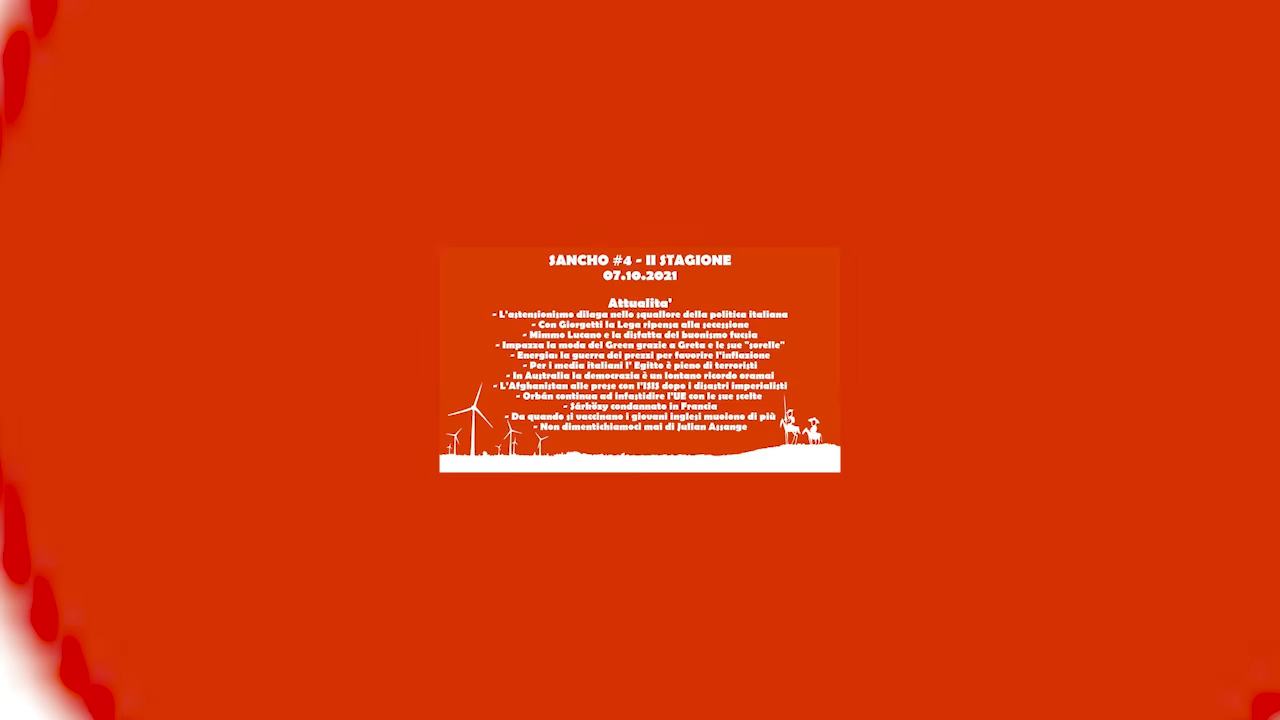 SANCHO #4 - II STAGIONE
07.10.2021
Attualita'
- L'astensionismo dilaga nello squallore della politica italiana
- Con Giorgetti la Lega ripensa alla secessione
- Mimmo Lucano e la disfatta del buonismo fucsia
- Impazza la moda del Green grazie a Greta e le sue "sorelle"
- Energia: la guerra dei prezzi per favorire l'inflazione
- Per i media italiani l' Egitto è pieno di terroristi
- In Australia la democrazia è un lontano ricordo oramai
- L'Afghanistan alle prese con l'ISIS dopo i disastri imperialisti
- Orbán continua ad infastidire l'UE con le sue scelte
- Sárközy condannato in Francia
- Da quando si vaccinano i giovani inglesi muoiono di più
- Non dimentichiamoci mai di Julian Assange